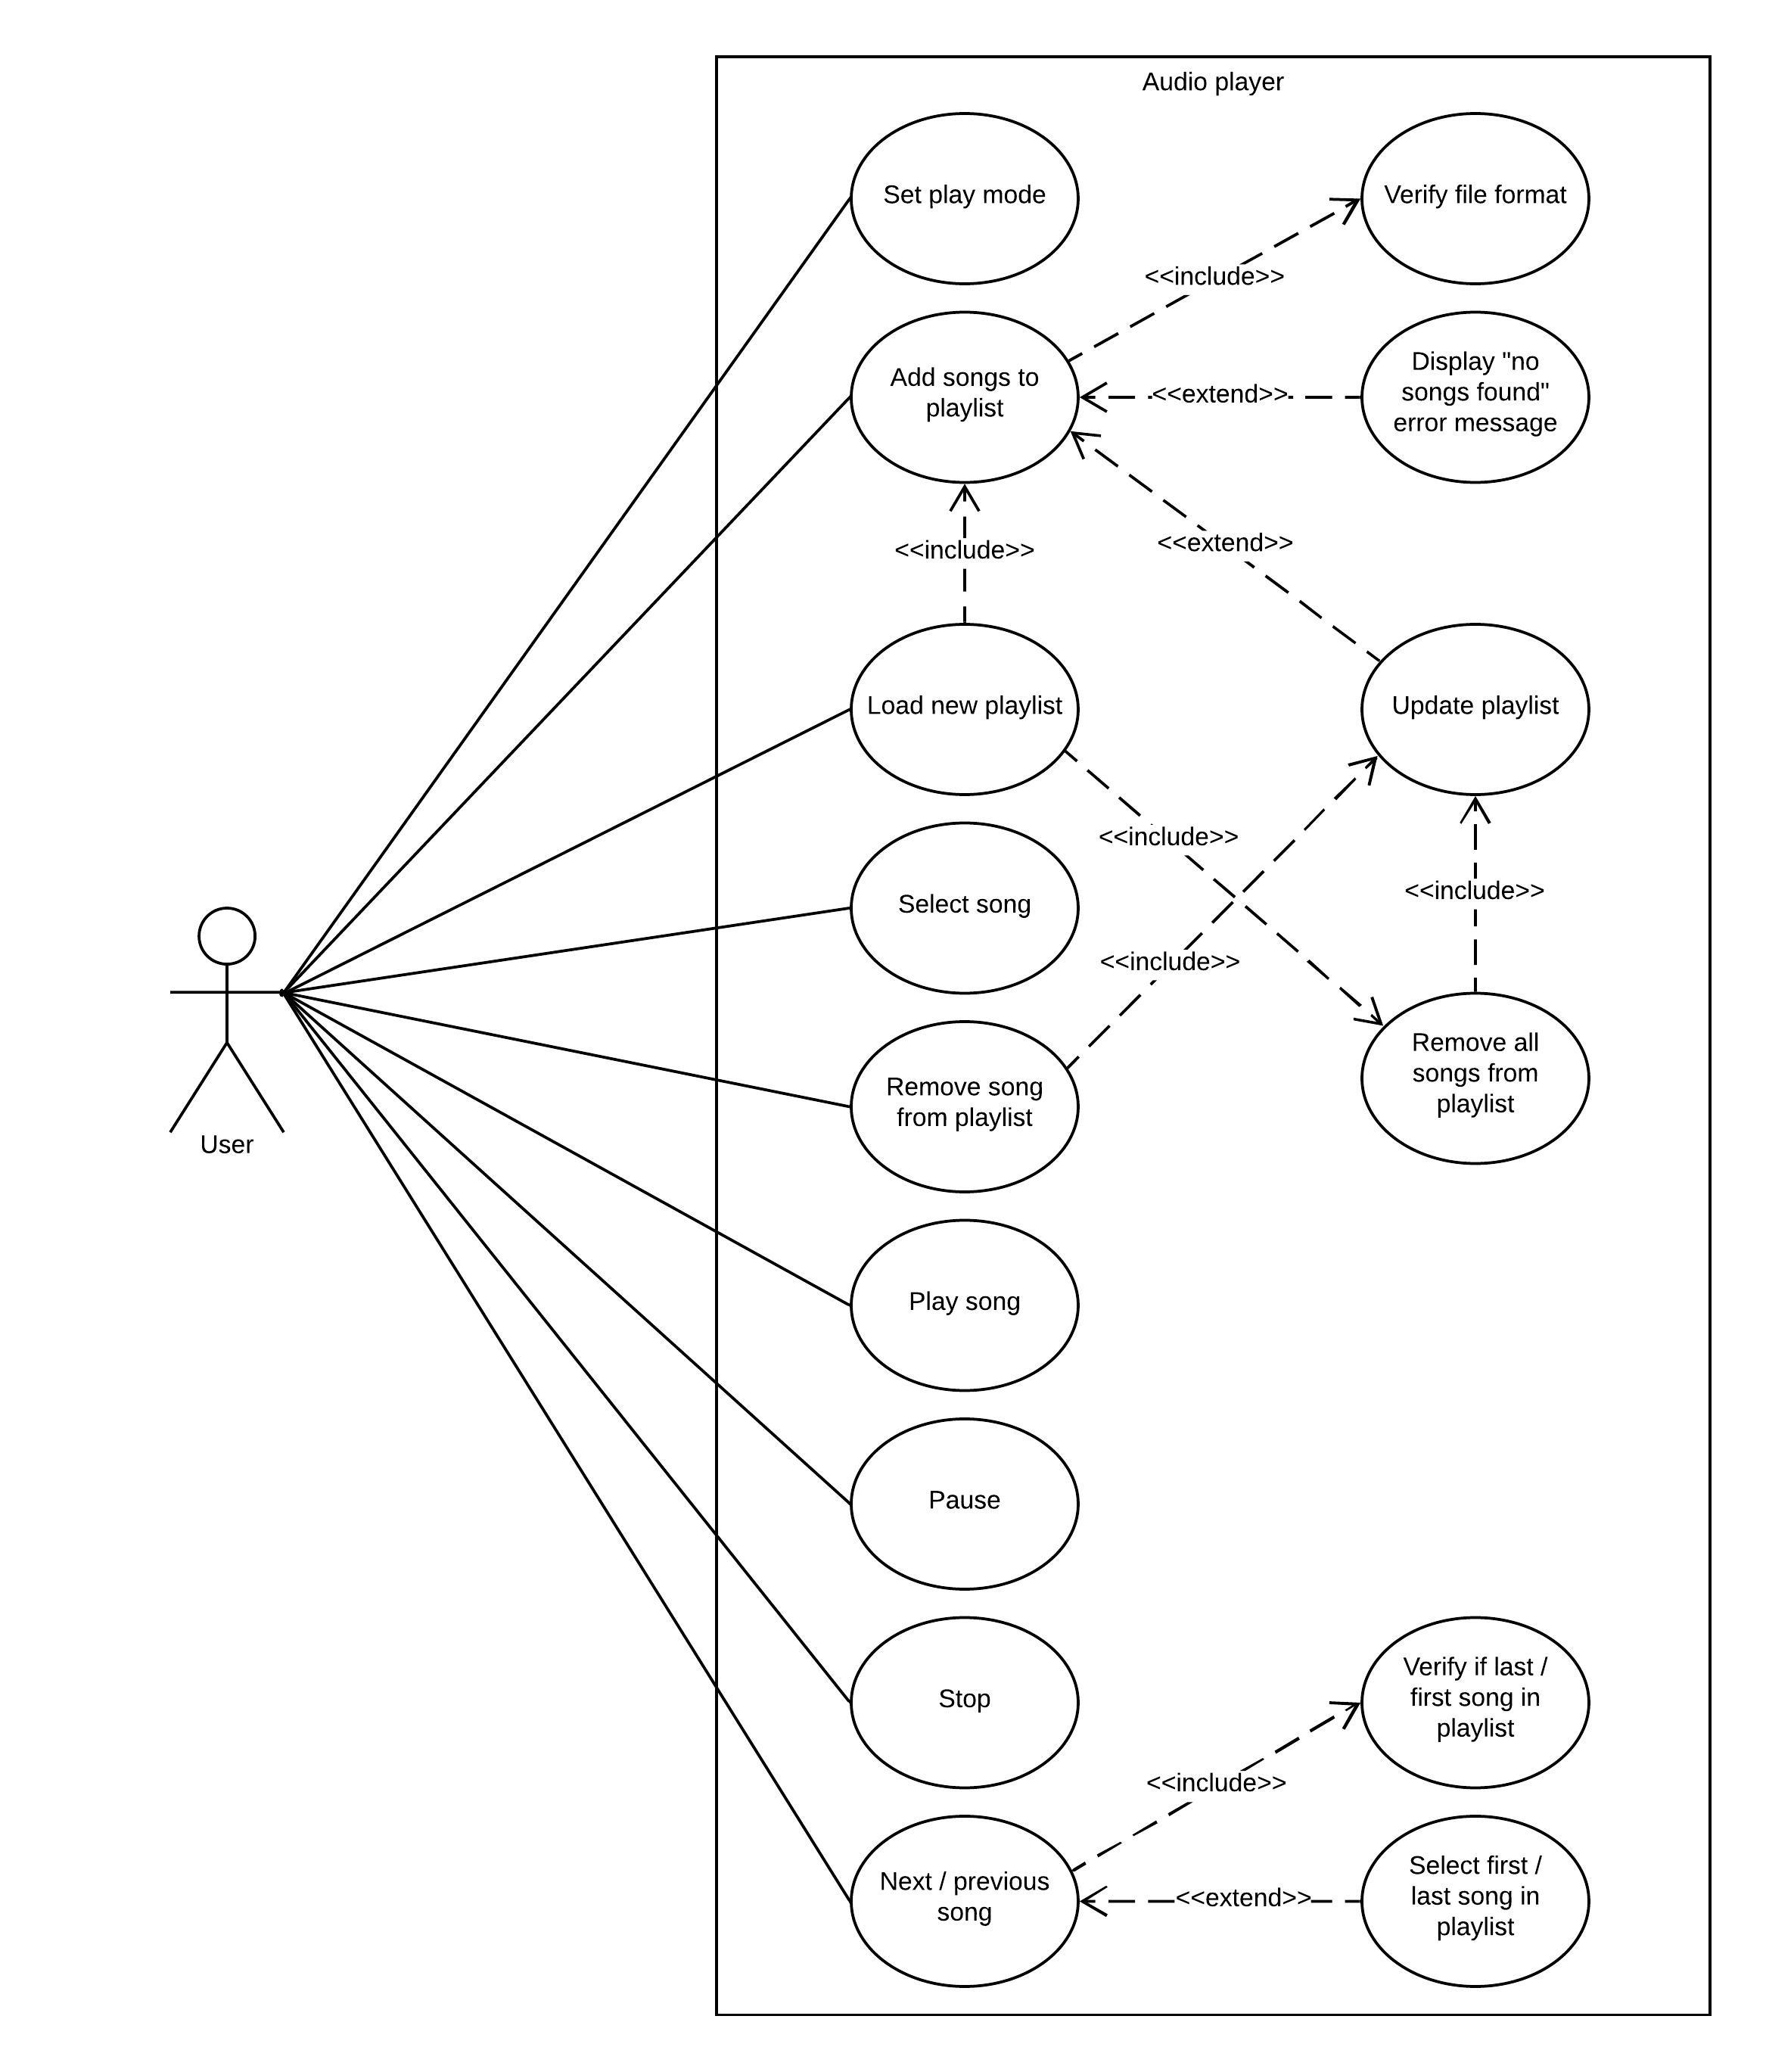 Audio player
Set play mode
Verify file format
<<include>>
Add songs to
playlist
<<extend>>
Display "no
songs found"
error message
<<include>>
<<extend>>
Load new playlist
Update playlist
<<include>>
<<include>>
Select song
<<include>>
Remove song
from playlist
Remove all
songs from
playlist
User
Play song
Pause
Stop
Verify if last /
first song in
playlist
<<include>>
Next / previous
song
<<extend>>
Select first /
last song in
playlist